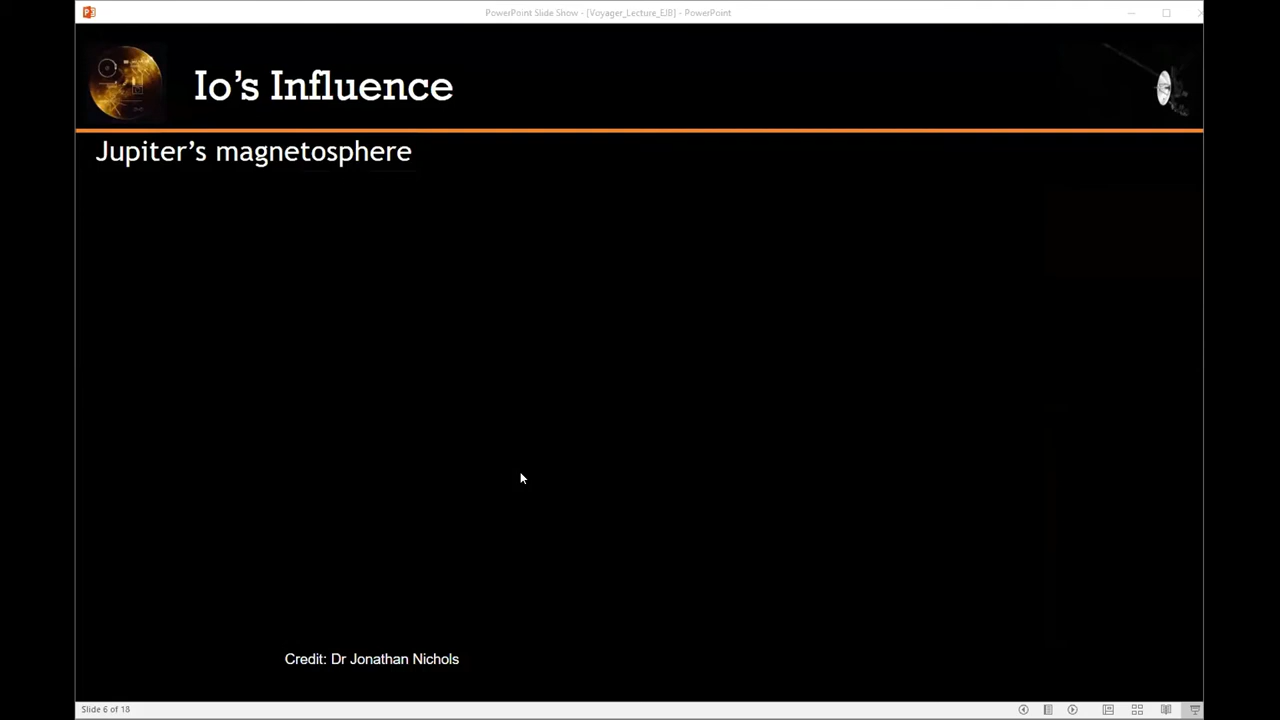 PowerPoint Slide Show - [Voyager_Lecture_EJB] - PowerPoint
Io’s Influence
Jupiter’s magnetosphere
Credit: Dr Jonathan Nichols
Slide 6 of 18